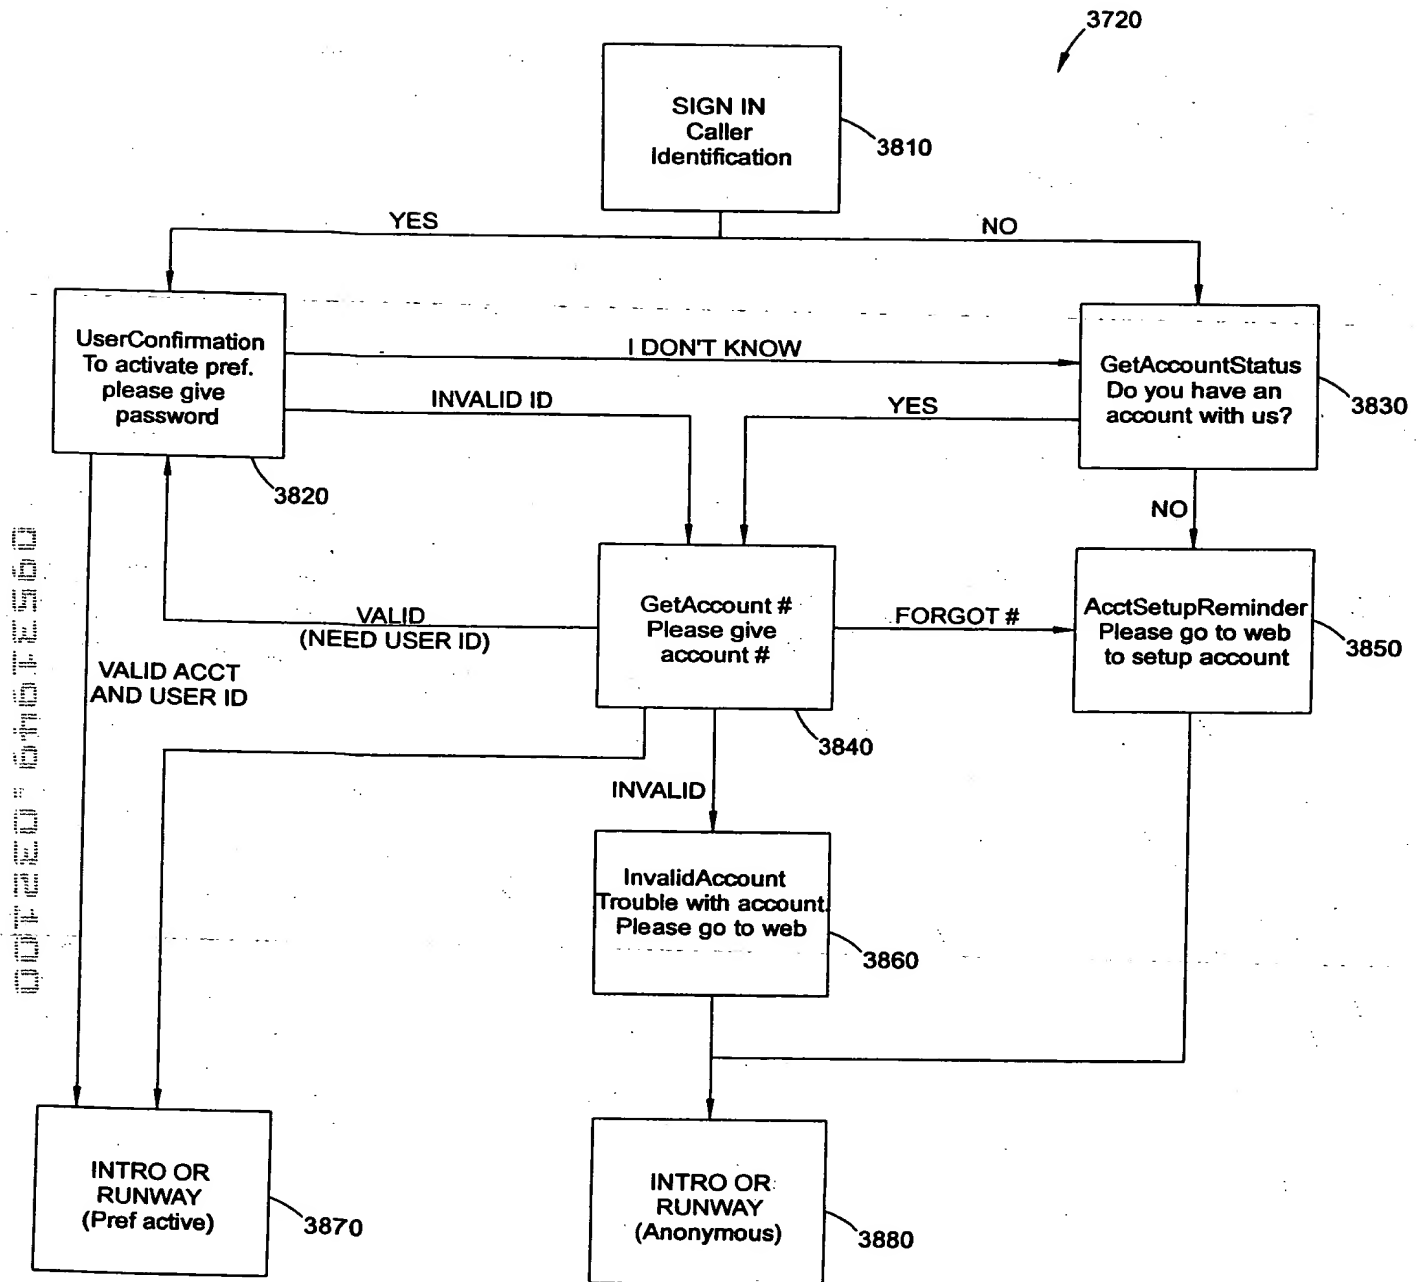 3720
SIGN IN
Caller
Identification
3810
YES
NO
UserConfirmation
To activate pref.
please give
password
3820
I DON'T KNOW
INVALID ID
YES
GetAccountStatus
Do you have an
account with us?
3830
NO
GetAccount #
Please give
account #
3840
VALID
(NEED USER ID)
FORGOT #
AcctSetupReminder
Please go to web
to setup account
3850
VALID ACCT
AND USER ID
INVALID
InvalidAccount
Trouble with account.
Please go to web
3860
INTRO OR
RUNWAY
(Pref active)
3870
INTRO OR
RUNWAY
(Anonymous)
3880
09531949.032100